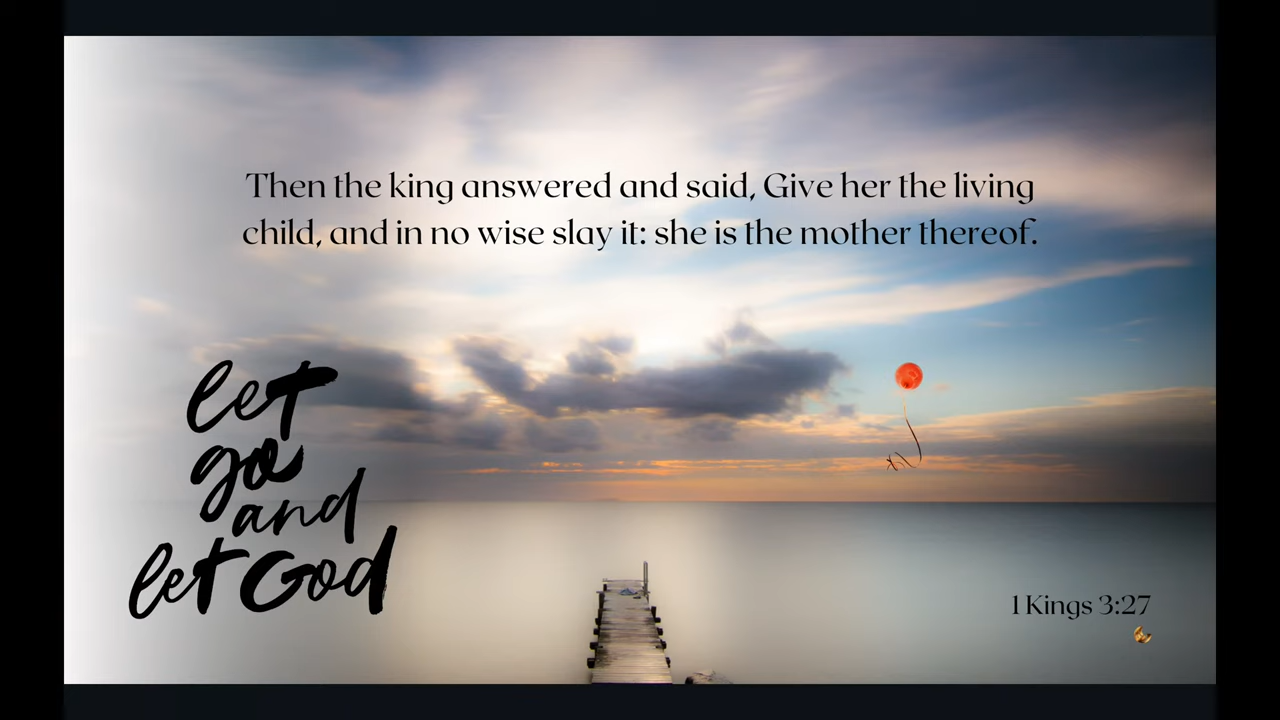 Then the king answered and said, Give her the living
child, and in no wise slay it: she is the mother thereof.
let
go
and
let God
1 Kings 3:27